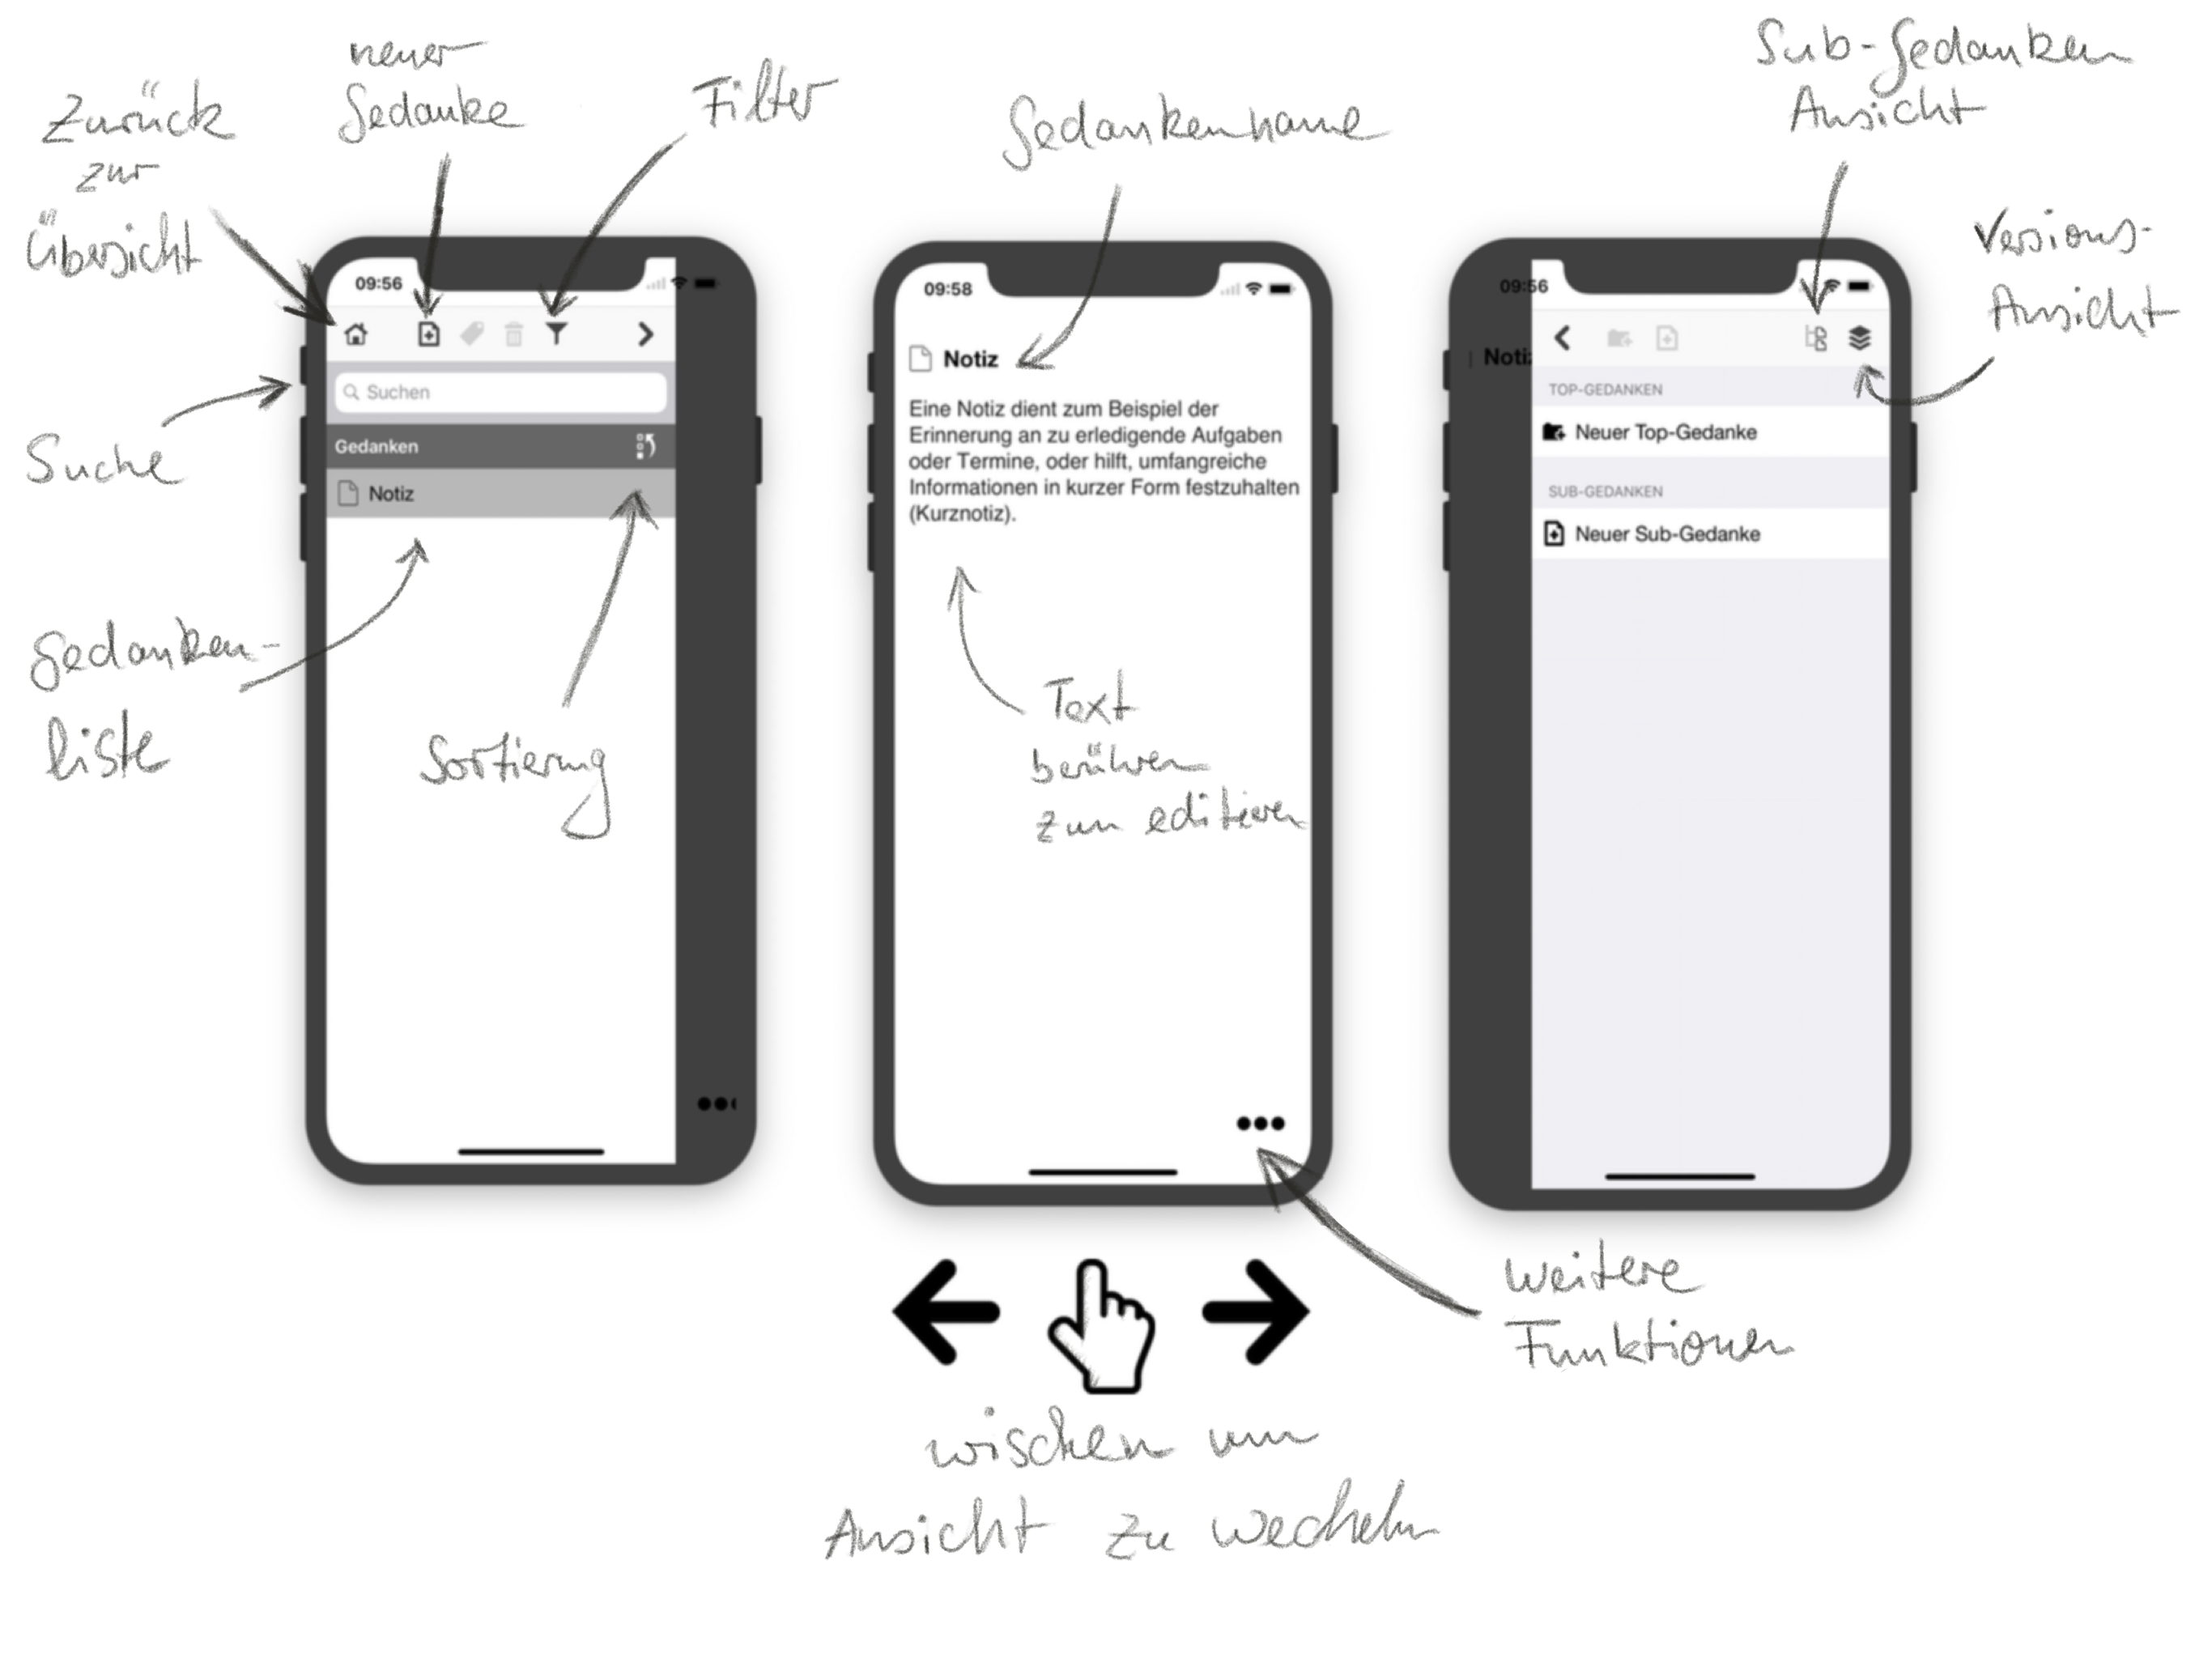 Zurück
zur
Übersicht
neuer
Gedanke
Filter
Suche
Gedanken-
liste
Sortierung
09:56
Suchen
Gedanken
Notiz
Gedankenname
09:58
Notiz
Eine Notiz dient zum Beispiel der
Erinnerung an zu erledigende Aufgaben
oder Termine, oder hilft, umfangreiche
Informationen in kurzer Form festzuhalten
(Kurznotiz).
Text
berühren
zum editieren
Sub-Gedanken
Ansicht
Versions-
Ansicht
09:56
Notiz
TOP-GEDANKEN
Neuer Top-Gedanke
SUB-GEDANKEN
Neuer Sub-Gedanke
weitere
Funktionen
wischen um
Ansicht zu wechseln